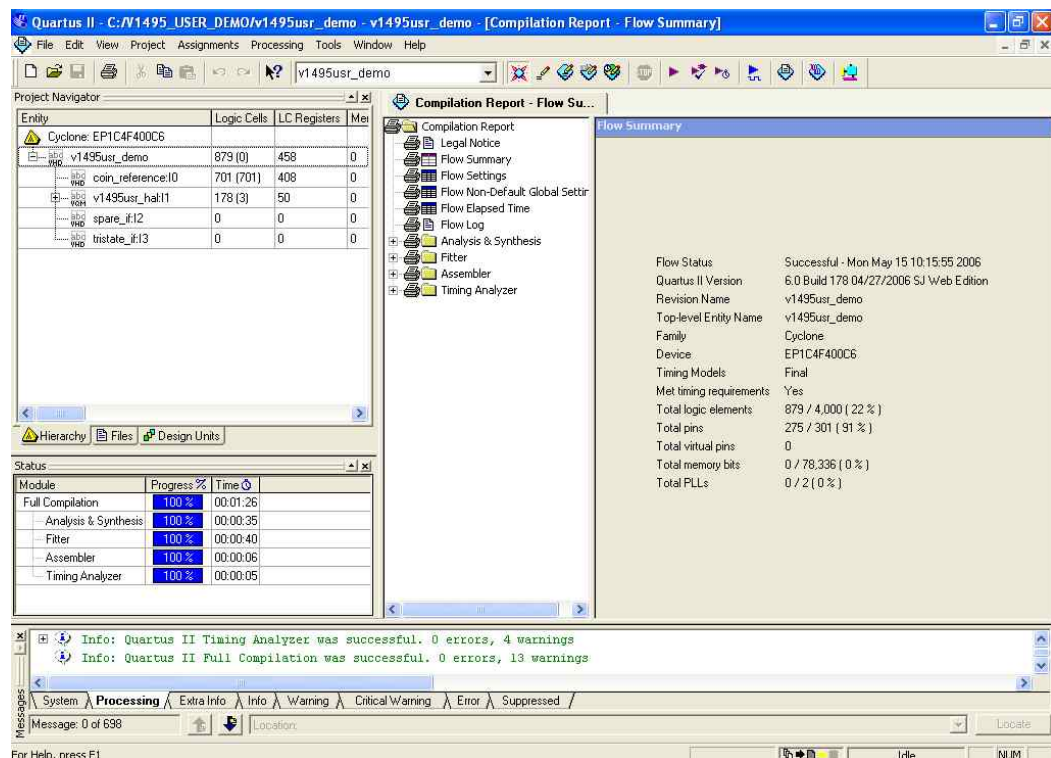 Quartus II - C:/V1495_USER_DEMO/v1495usr_demo - v1495usr_demo - [Compilation Report - Flow Summary]
File Edit View Project Assignments Processing Tools Window Help
v1495usr_demo
Project Navigator
Entity Logic Cells LC Registers Mei
Cyclone: EP1C4F400C6
v1495usr_demo 879 (0) 458 0
coin_reference:I0 701 (701) 408 0
v1495usr_hal:I1 178 (3) 50 0
spare_if:I2 0 0 0
tristate_if:I3 0 0 0
Hierarchy Files Design Units
Status
Module Progress % Time
Full Compilation 100 % 00:01:26
Analysis & Synthesis 100 % 00:00:35
Fitter 100 % 00:00:40
Assembler 100 % 00:00:06
Timing Analyzer 100 % 00:00:05
Compilation Report - Flow Su...
Compilation Report
Legal Notice
Flow Summary
Flow Settings
Flow Non-Default Global Settir
Flow Elapsed Time
Flow Log
Analysis & Synthesis
Fitter
Assembler
Timing Analyzer
Flow Summary
Flow Status Successful - Mon May 15 10:15:55 2006
Quartus II Version 6.0 Build 178 04/27/2006 SJ Web Edition
Revision Name v1495usr_demo
Top-level Entity Name v1495usr_demo
Family Cyclone
Device EP1C4F400C6
Timing Models Final
Met timing requirements Yes
Total logic elements 879 / 4,000 ( 22 % )
Total pins 275 / 301 ( 91 % )
Total virtual pins 0
Total memory bits 0 / 78,336 ( 0 % )
Total PLLs 0 / 2 ( 0 % )
Info: Quartus II Timing Analyzer was successful. 0 errors, 4 warnings
Info: Quartus II Full Compilation was successful. 0 errors, 13 warnings
System Processing Extra Info Info Warning Critical Warning Error Suppressed
Messages
Message: 0 of 698 Location: Locate
For Help, press F1 Idle NUM